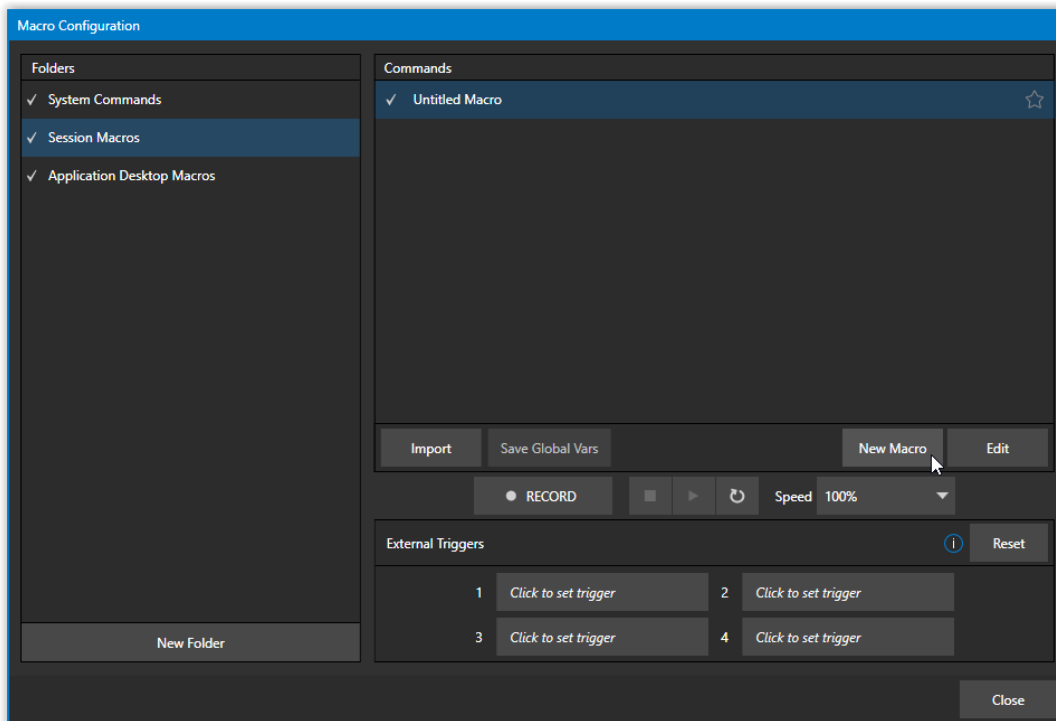 Macro Configuration
Folders
System Commands
Session Macros
Application Desktop Macros
New Folder
Commands
Untitled Macro
Import Save Global Vars New Macro Edit
RECORD Speed 100%
External Triggers i Reset
1 Click to set trigger 2 Click to set trigger
3 Click to set trigger 4 Click to set trigger
Close